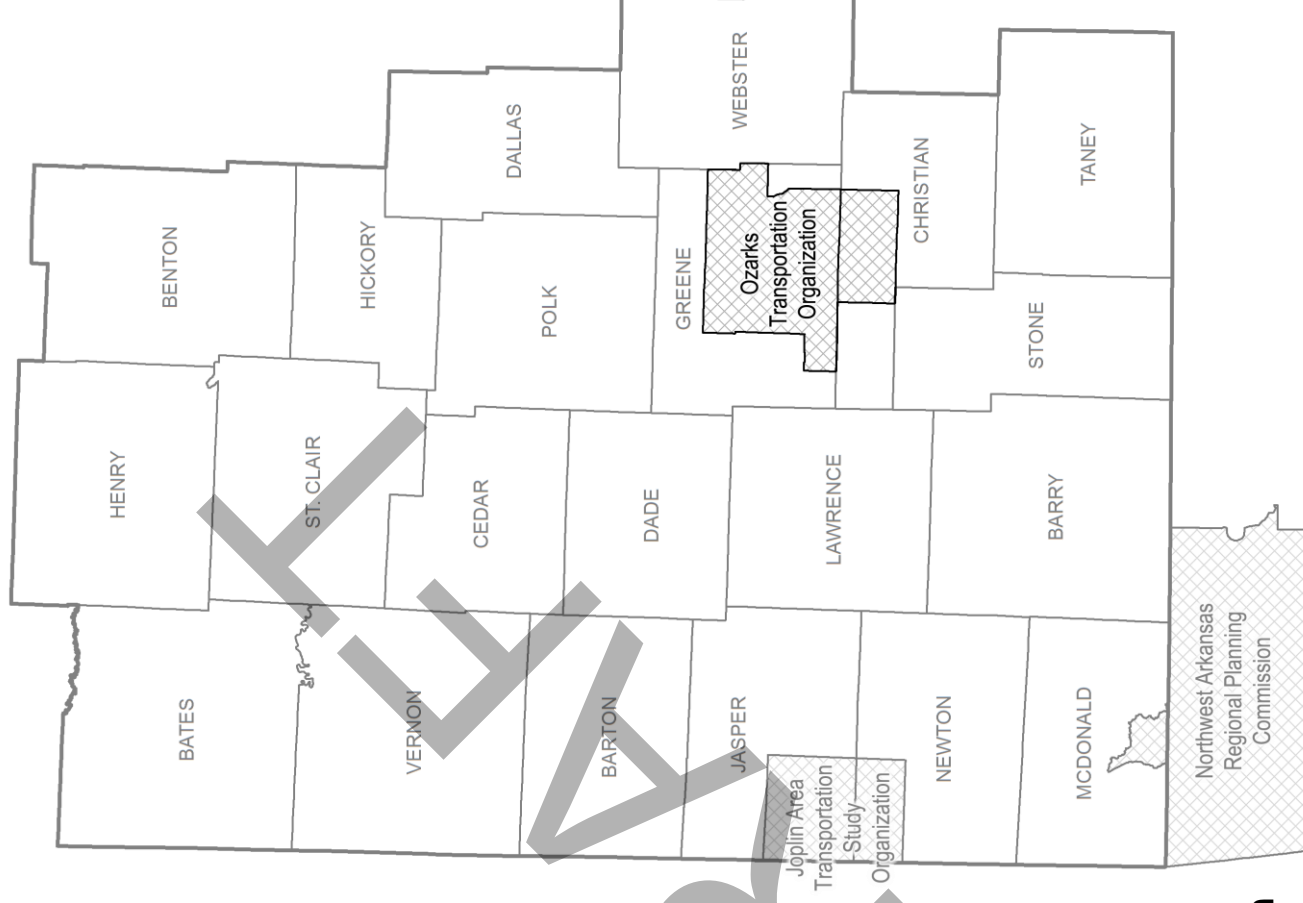 HENRY
BENTON
BATES
ST. CLAIR
HICKORY
VERNON
CEDAR
DALLAS
POLK
BARTON
DADE
GREENE
JASPER
WEBSTER
Ozarks
Transportation
Organization
Joplin Area
Transportation
Study
Organization
LAWRENCE
CHRISTIAN
NEWTON
STONE
BARRY
MCDONALD
TANEY
Northwest Arkansas
Regional Planning
Commission
AFT